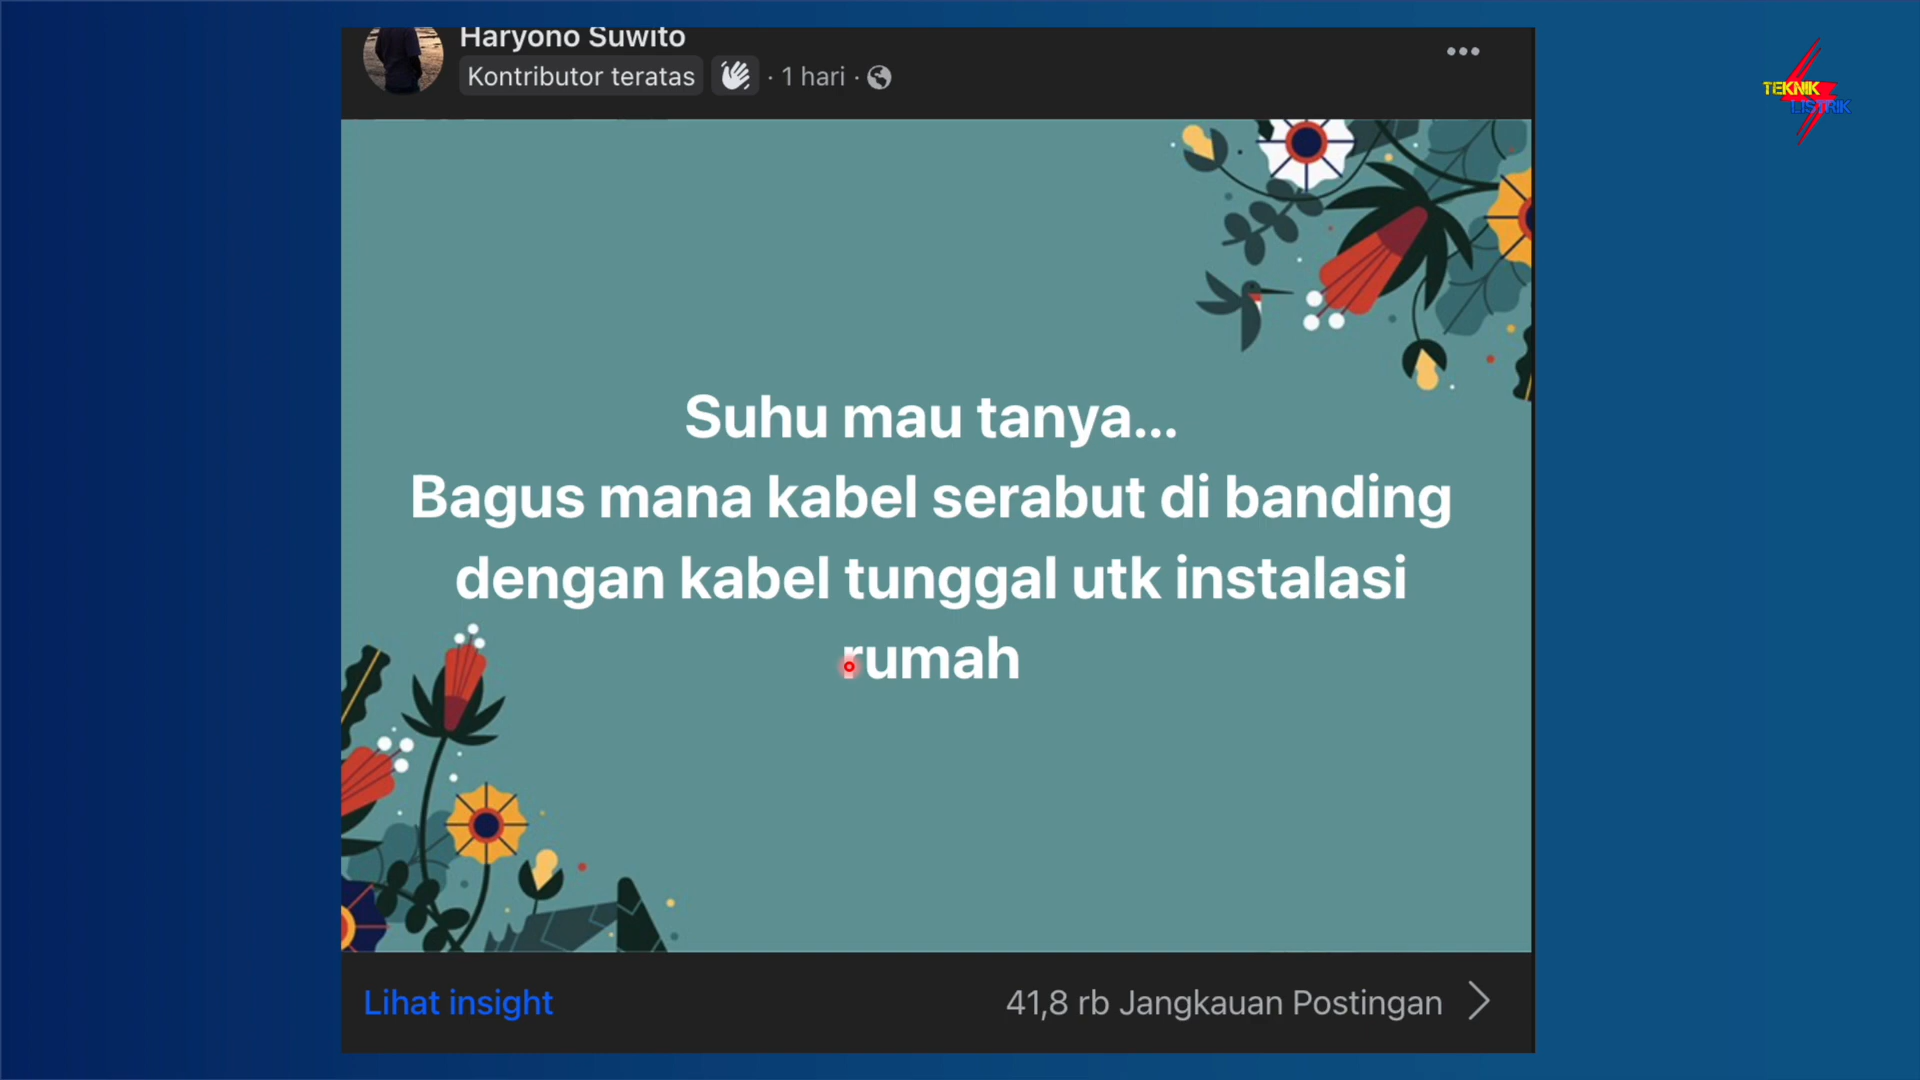 Haryono Suwito
Kontributor teratas · 1 hari ·
TEKNIK
LISTRIK
Suhu mau tanya...
Bagus mana kabel serabut di banding
dengan kabel tunggal utk instalasi
rumah
Lihat insight
41,8 rb Jangkauan Postingan